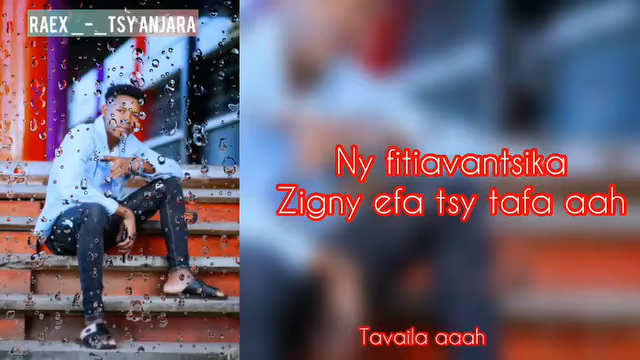 RAEX_-_TSY ANJARA
Ny fitiavantsika
Zigny efa tsy tafa aah
Tavaila aaah